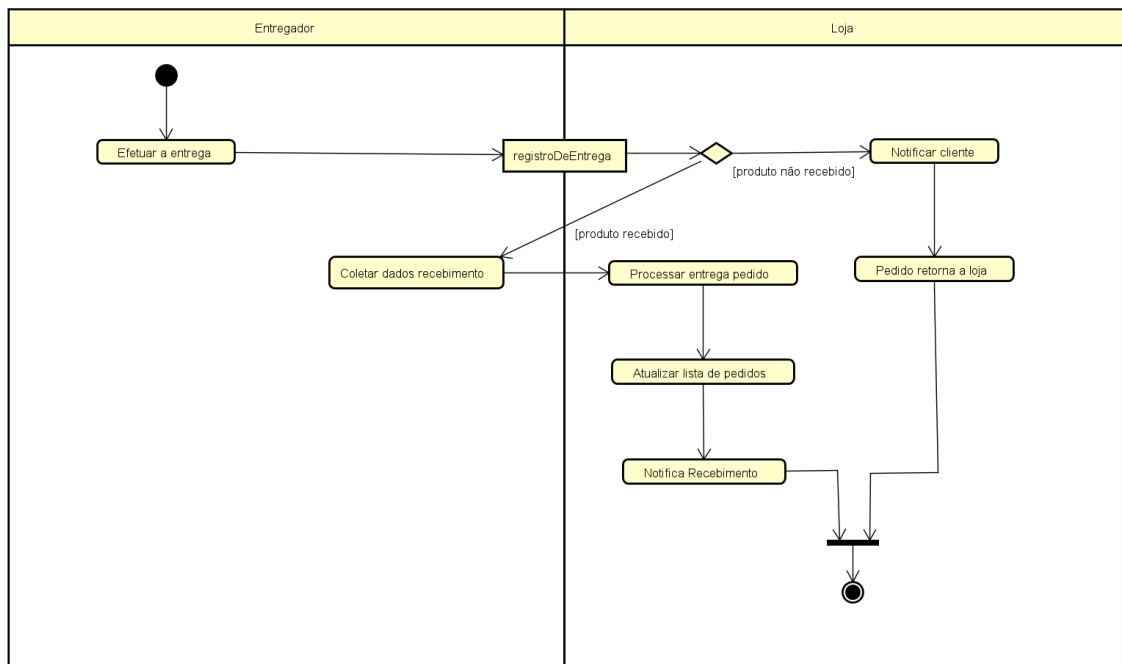 Entregador
Loja
Efetuar a entrega
registroDeEntrega
Notificar cliente
[produto não recebido]
[produto recebido]
Coletar dados recebimento
Processar entrega pedido
Pedido retorna a loja
Atualizar lista de pedidos
Notifica Recebimento